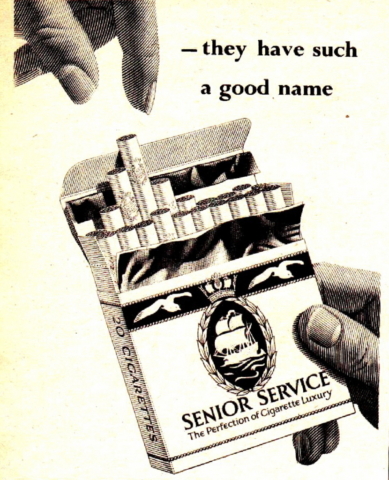 —they have such
a good name
20 CIGARETTES
SENIOR SERVICE
The Perfection of Cigarette Luxury